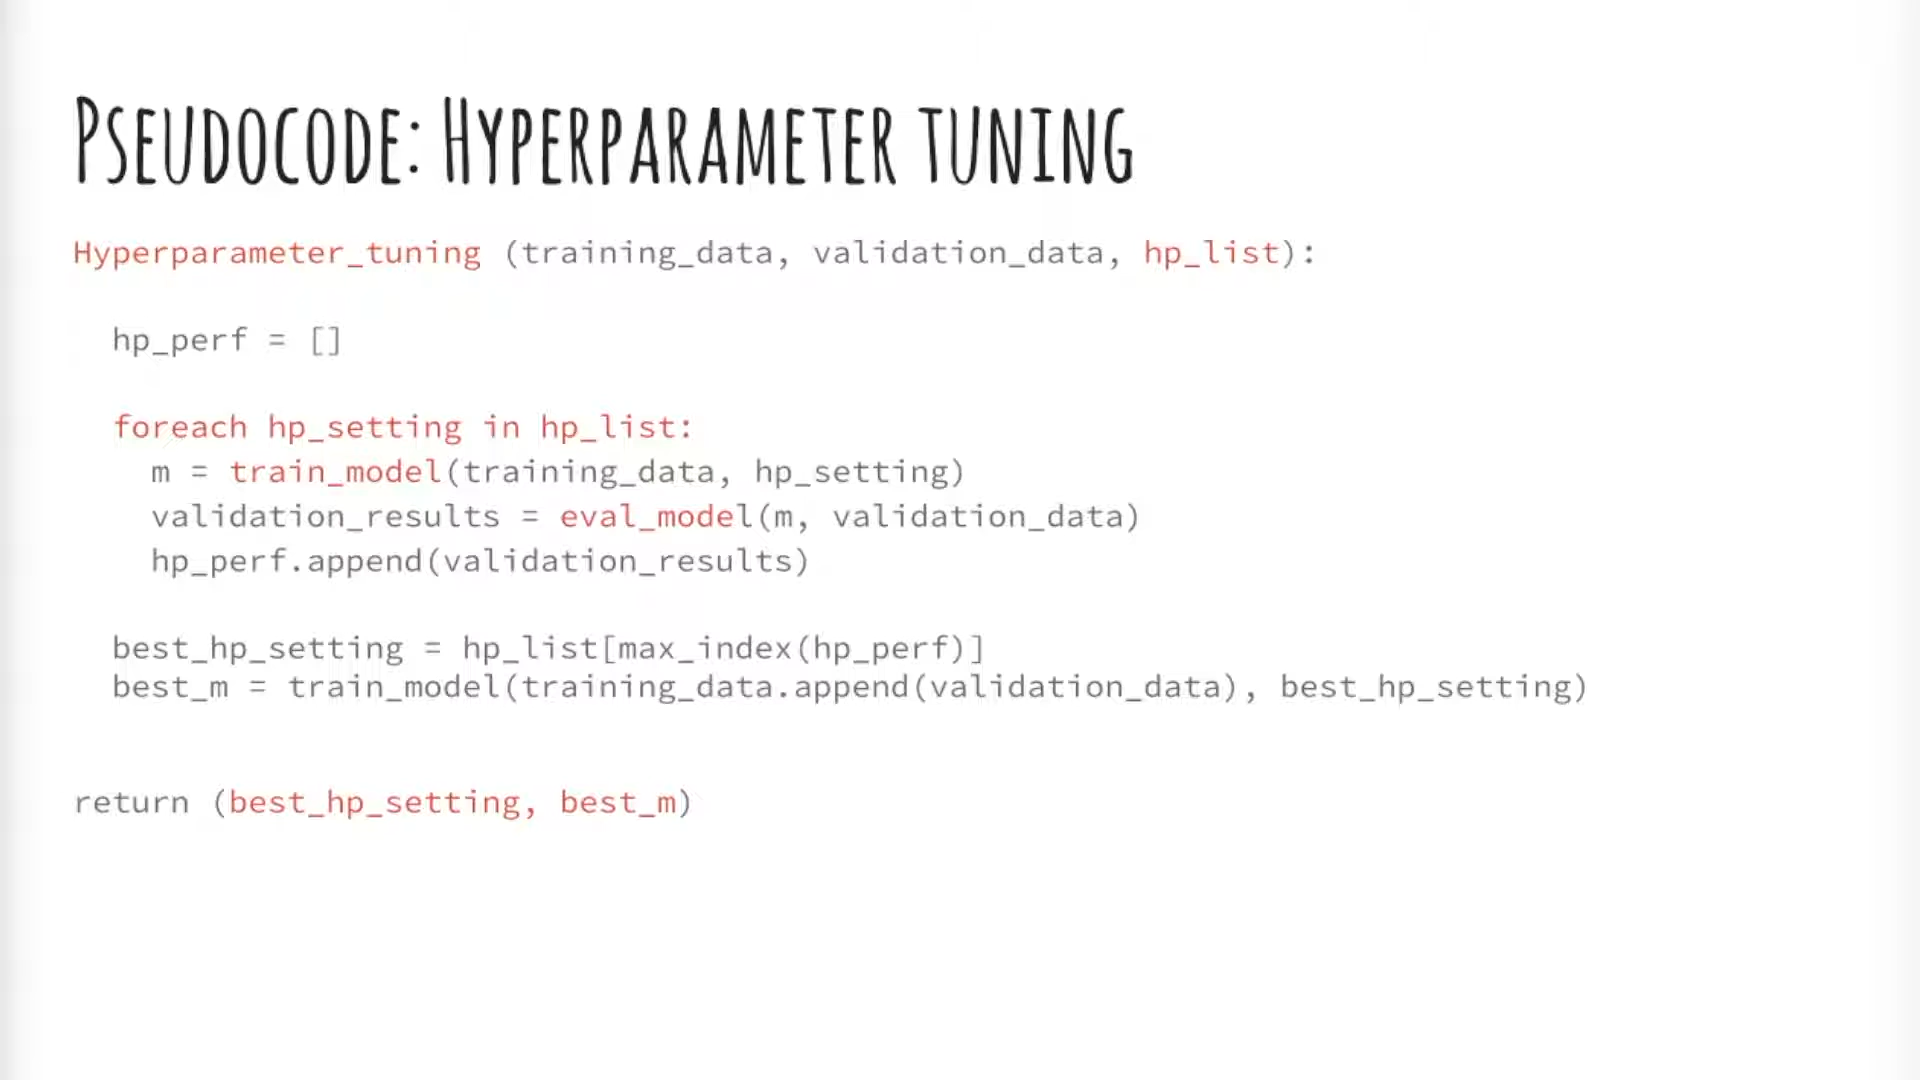 Pseudocode: Hyperparameter tuning
Hyperparameter_tuning (training_data, validation_data, hp_list):
hp_perf = []
foreach hp_setting in hp_list:
m = train_model(training_data, hp_setting)
validation_results = eval_model(m, validation_data)
hp_perf.append(validation_results)
best_hp_setting = hp_list[max_index(hp_perf)]
best_m = train_model(training_data.append(validation_data), best_hp_setting)
return (best_hp_setting, best_m)